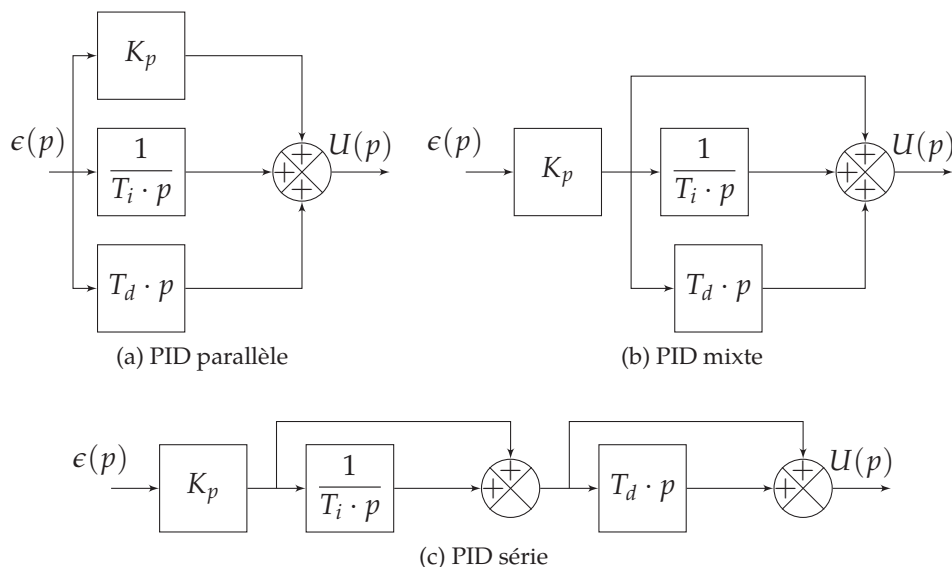 K_p
ϵ(p)
1
T_i · p
+
+
+
U(p)
T_d · p
(a) PID parallèle
ϵ(p)
K_p
1
T_i · p
+
+
+
U(p)
T_d · p
(b) PID mixte
ϵ(p)
K_p
1
T_i · p
+
+
T_d · p
+
+
U(p)
(c) PID série